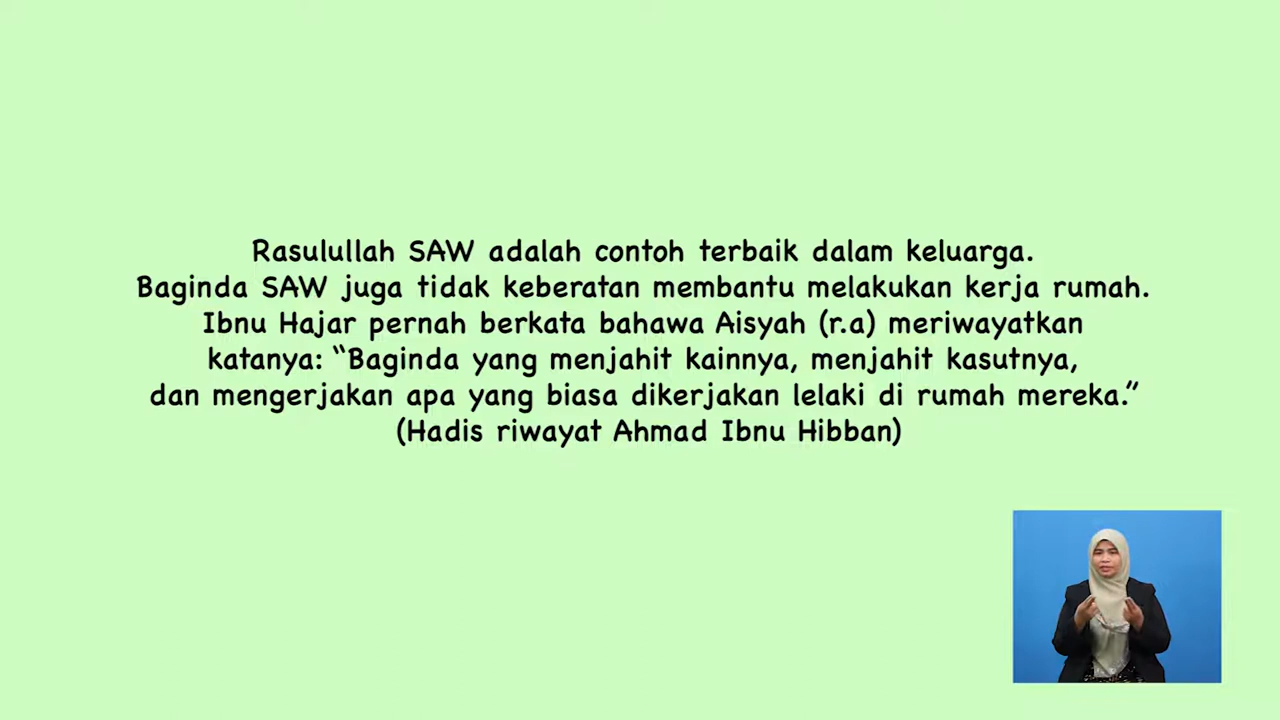 Rasulullah SAW adalah contoh terbaik dalam keluarga.
Baginda SAW juga tidak keberatan membantu melakukan kerja rumah.
Ibnu Hajar pernah berkata bahawa Aisyah (r.a) meriwayatkan
katanya: “Baginda yang menjahit kainnya, menjahit kasutnya,
dan mengerjakan apa yang biasa dikerjakan lelaki di rumah mereka.”
(Hadis riwayat Ahmad Ibnu Hibban)